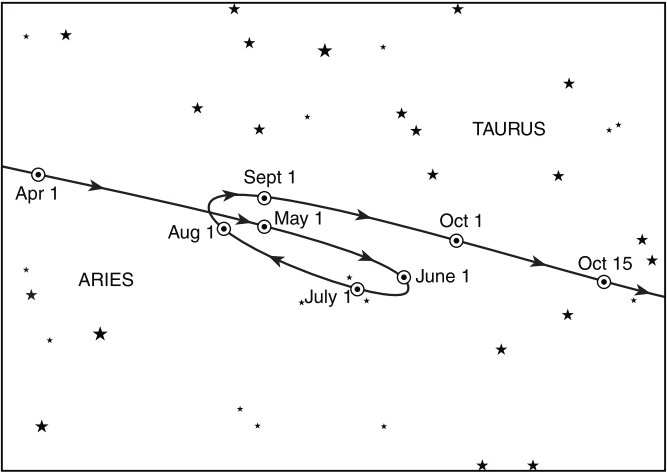 TAURUS
Apr 1
Sept 1
May 1
Aug 1
Oct 1
Oct 15
ARIES
July 1
June 1